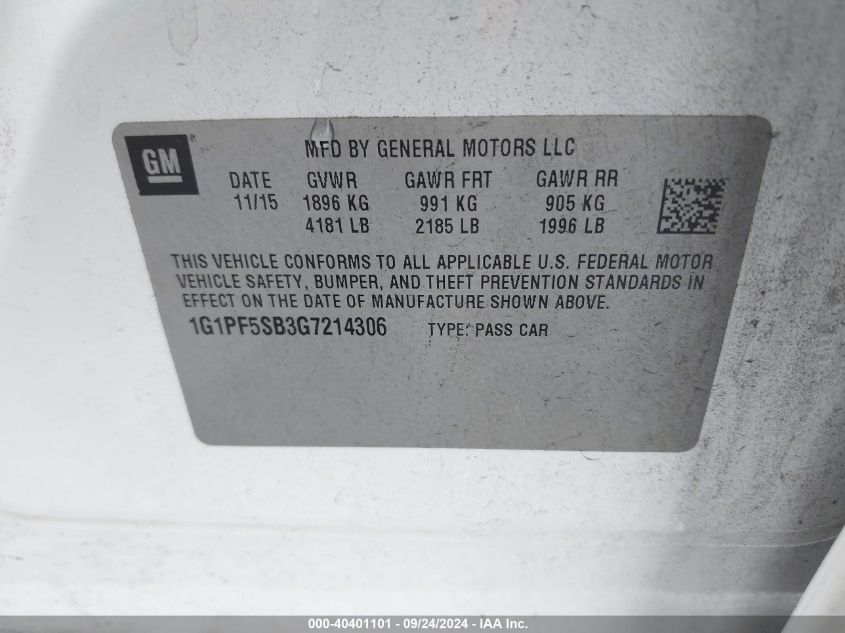 GM®
MFD BY GENERAL MOTORS LLC
DATE GVWR GAWR FRT GAWR RR
11/15 1896 KG 991 KG 905 KG
4181 LB 2185 LB 1996 LB
THIS VEHICLE CONFORMS TO ALL APPLICABLE U.S. FEDERAL MOTOR
VEHICLE SAFETY, BUMPER, AND THEFT PREVENTION STANDARDS IN
EFFECT ON THE DATE OF MANUFACTURE SHOWN ABOVE.
1G1PF5SB3G7214306 TYPE: PASS CAR
000-40401101 - 09/24/2024 - IAAI.com